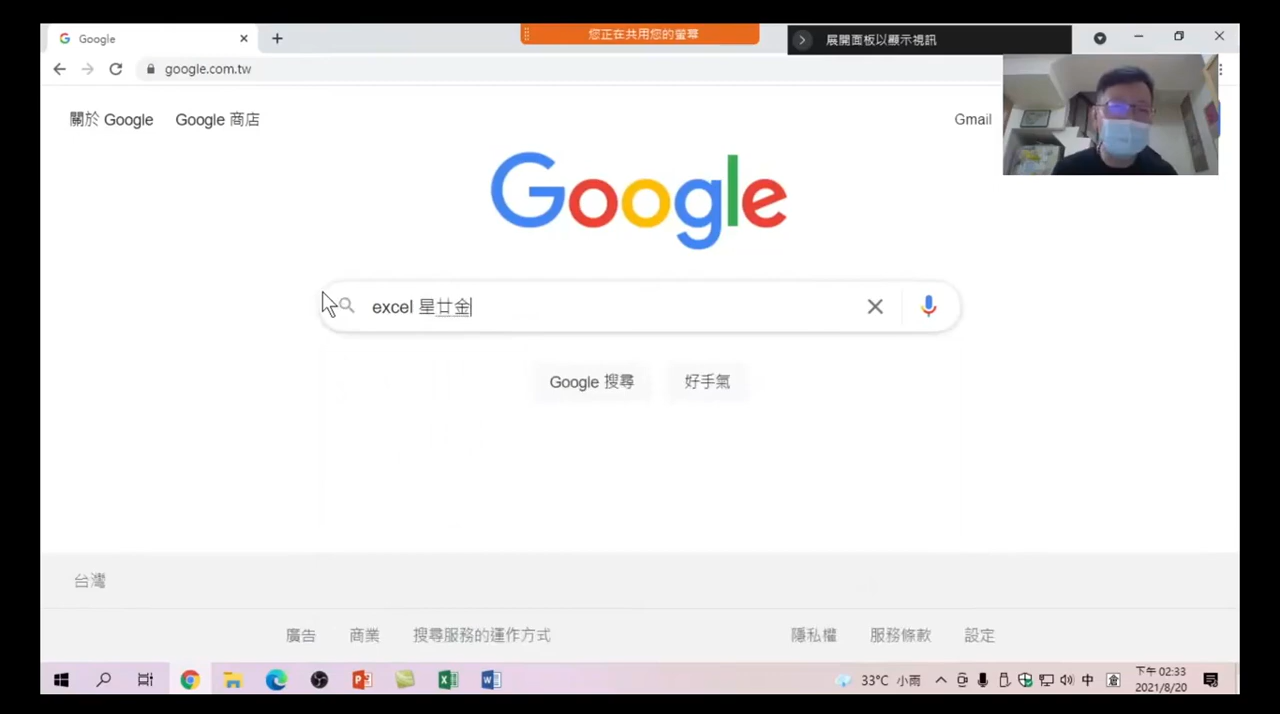 Google
您正在共用您的螢幕
展開面板以顯示視訊
google.com.tw
關於 Google
Google 商店
Gmail
Google
excel 星廿金
Google 搜尋
好手氣
台灣
廣告
商業
搜尋服務的運作方式
隱私權
服務條款
設定
33°C 小雨
中
倉
下午 02:33
2021/8/20